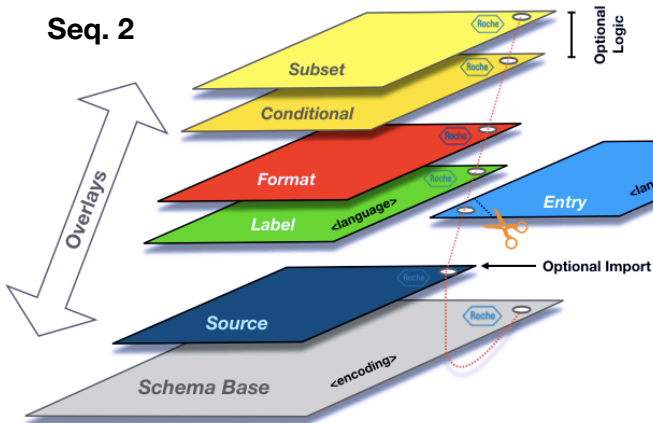 Seq. 2
Roche
Subset
Optional
Logic
Roche
Conditional
Roche
Format
Roche
Label
<language>
Entry
<lan
Overlays
Roche
Optional Import
Source
Roche
Schema Base
<encoding>